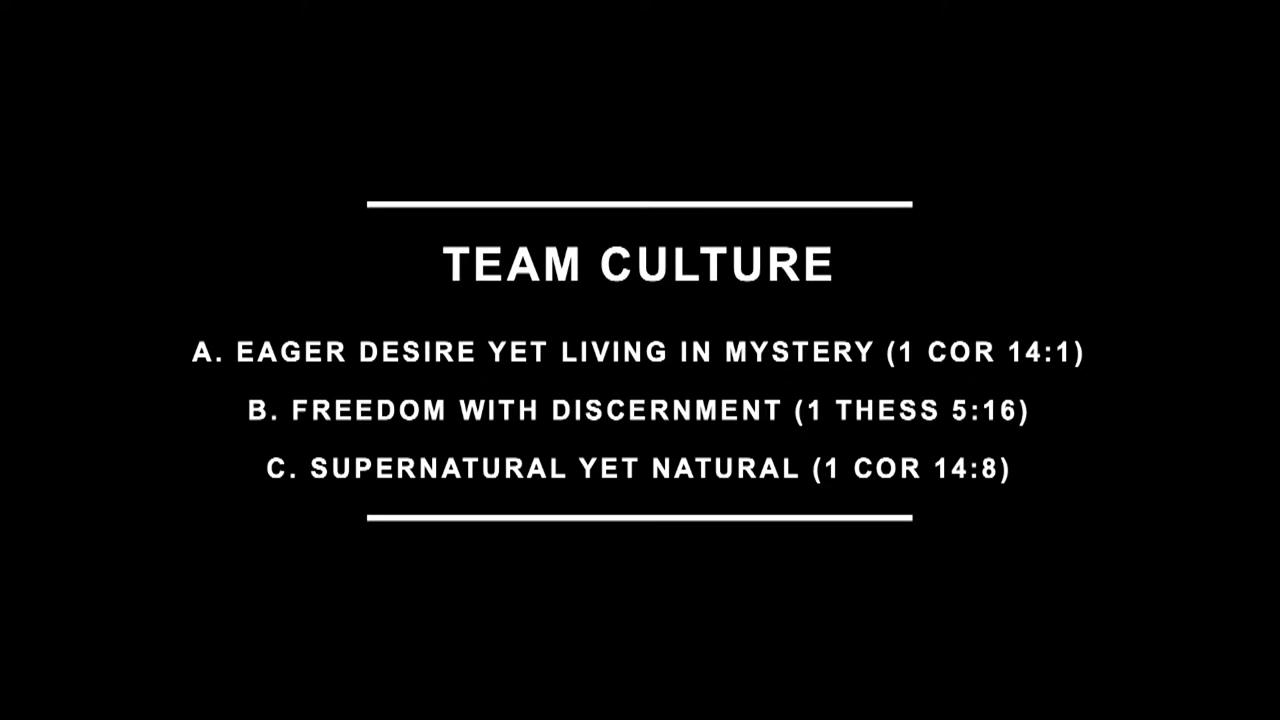 TEAM CULTURE
A. EAGER DESIRE YET LIVING IN MYSTERY (1 COR 14:1)
B. FREEDOM WITH DISCERNMENT (1 THESS 5:16)
C. SUPERNATURAL YET NATURAL (1 COR 14:8)